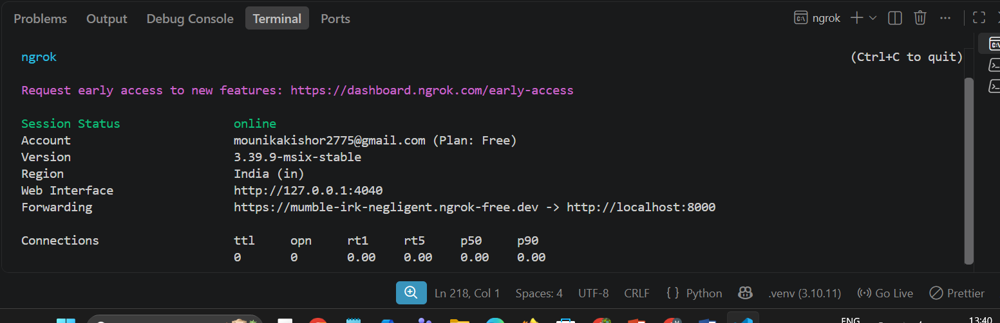 Problems Output Debug Console Terminal Ports ngrok
ngrok (Ctrl+C to quit)
Request early access to new features: https://dashboard.ngrok.com/early-access
Session Status online
Account mounikakishor2775@gmail.com (Plan: Free)
Version 3.39.9-msix-stable
Region India (in)
Web Interface http://127.0.0.1:4040
Forwarding https://mumble-irk-negligent.ngrok-free.dev -> http://localhost:8000
Connections ttl opn rt1 rt5 p50 p90
0 0 0.00 0.00 0.00 0.00
Ln 218, Col 1 Spaces: 4 UTF-8 CRLF { } Python .venv (3.10.11) Go Live Prettier
ENG 13:40